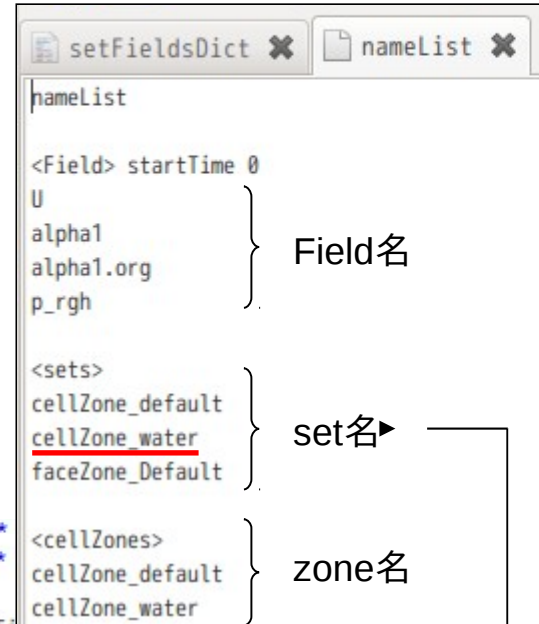 setFieldsDict
nameList
nameList
<Field> startTime 0
U
alpha1
alpha1.org
p_rgh
Field名
<sets>
cellZone_default
cellZone_water
faceZone_Default
set名
<cellZones>
cellZone_default
cellZone_water
zone名
*
*